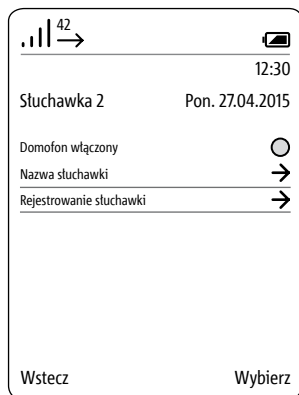 42
12:30
Słuchawka 2 Pon. 27.04.2015
Domofon włączony
Nazwa słuchawki
Rejestrowanie słuchawki
Wstecz Wybierz